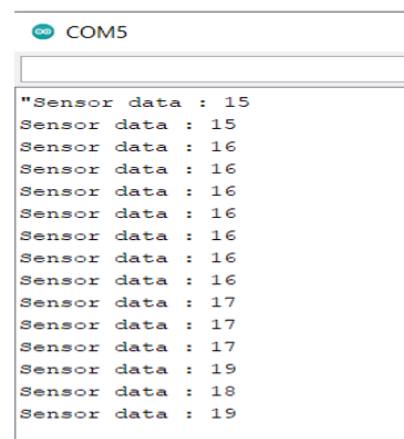 COM5
"Sensor data : 15
Sensor data : 15
Sensor data : 16
Sensor data : 16
Sensor data : 16
Sensor data : 16
Sensor data : 16
Sensor data : 16
Sensor data : 16
Sensor data : 17
Sensor data : 17
Sensor data : 17
Sensor data : 19
Sensor data : 18
Sensor data : 19